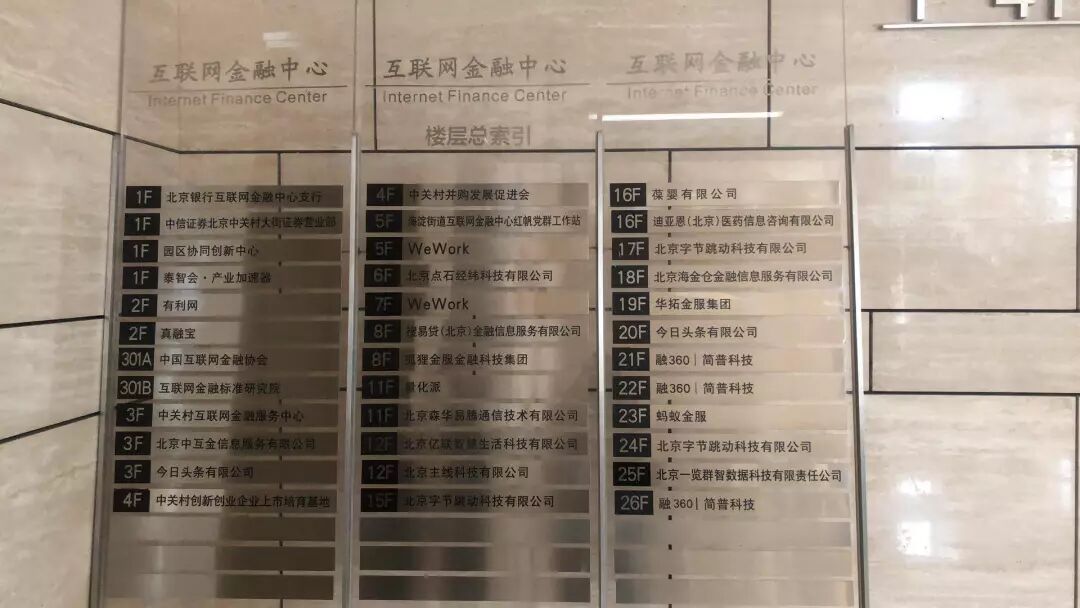 互联网金融中心
Internet Finance Center
互联网金融中心
Internet Finance Center
互联网金融中心
Internet Finance Center
楼层总索引
1F 北京银行互联网金融中心支行
1F 中信证券北京中关村大街证券营业部
1F 园区协同创新中心
1F 泰智会·产业加速器
2F 有利网
2F 真融宝
301A 中国互联网金融协会
301B 互联网金融标准研究院
3F 中关村互联网金融服务中心
3F 北京中互金信息服务有限公司
3F 今日头条有限公司
4F 中关村创新创业企业上市培育基地
4F 中关村并购发展促进会
5F 海淀街道互联网金融中心红帆党群工作站
5F WeWork
6F 北京点石经纬科技有限公司
7F WeWork
8F 搜易贷(北京)金融信息服务有限公司
8F 狐狸金服金融科技集团
11F 量化派
11F 北京森华易腾通信技术有限公司
12F 北京亿联智慧生活科技有限公司
12F 北京主线科技有限公司
15F 北京字节跳动科技有限公司
16F 葆婴有限公司
16F 迪亚恩(北京)医药信息咨询有限公司
17F 北京字节跳动科技有限公司
18F 北京海金仓金融信息服务有限公司
19F 华拓金服集团
20F 今日头条有限公司
21F 融360|简普科技
22F 融360|简普科技
23F 蚂蚁金服
24F 北京字节跳动科技有限公司
25F 北京一览群智数据科技有限责任公司
26F 融360|简普科技